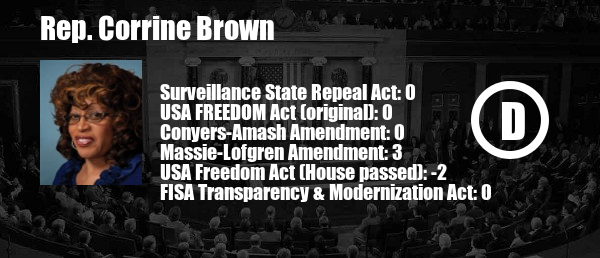 Rep. Corrine Brown
Surveillance State Repeal Act: 0
USA FREEDOM Act (original): 0
Conyers-Amash Amendment: 0
Massie-Lofgren Amendment: 3
USA Freedom Act (House passed): -2
FISA Transparency & Modernization Act: 0
D